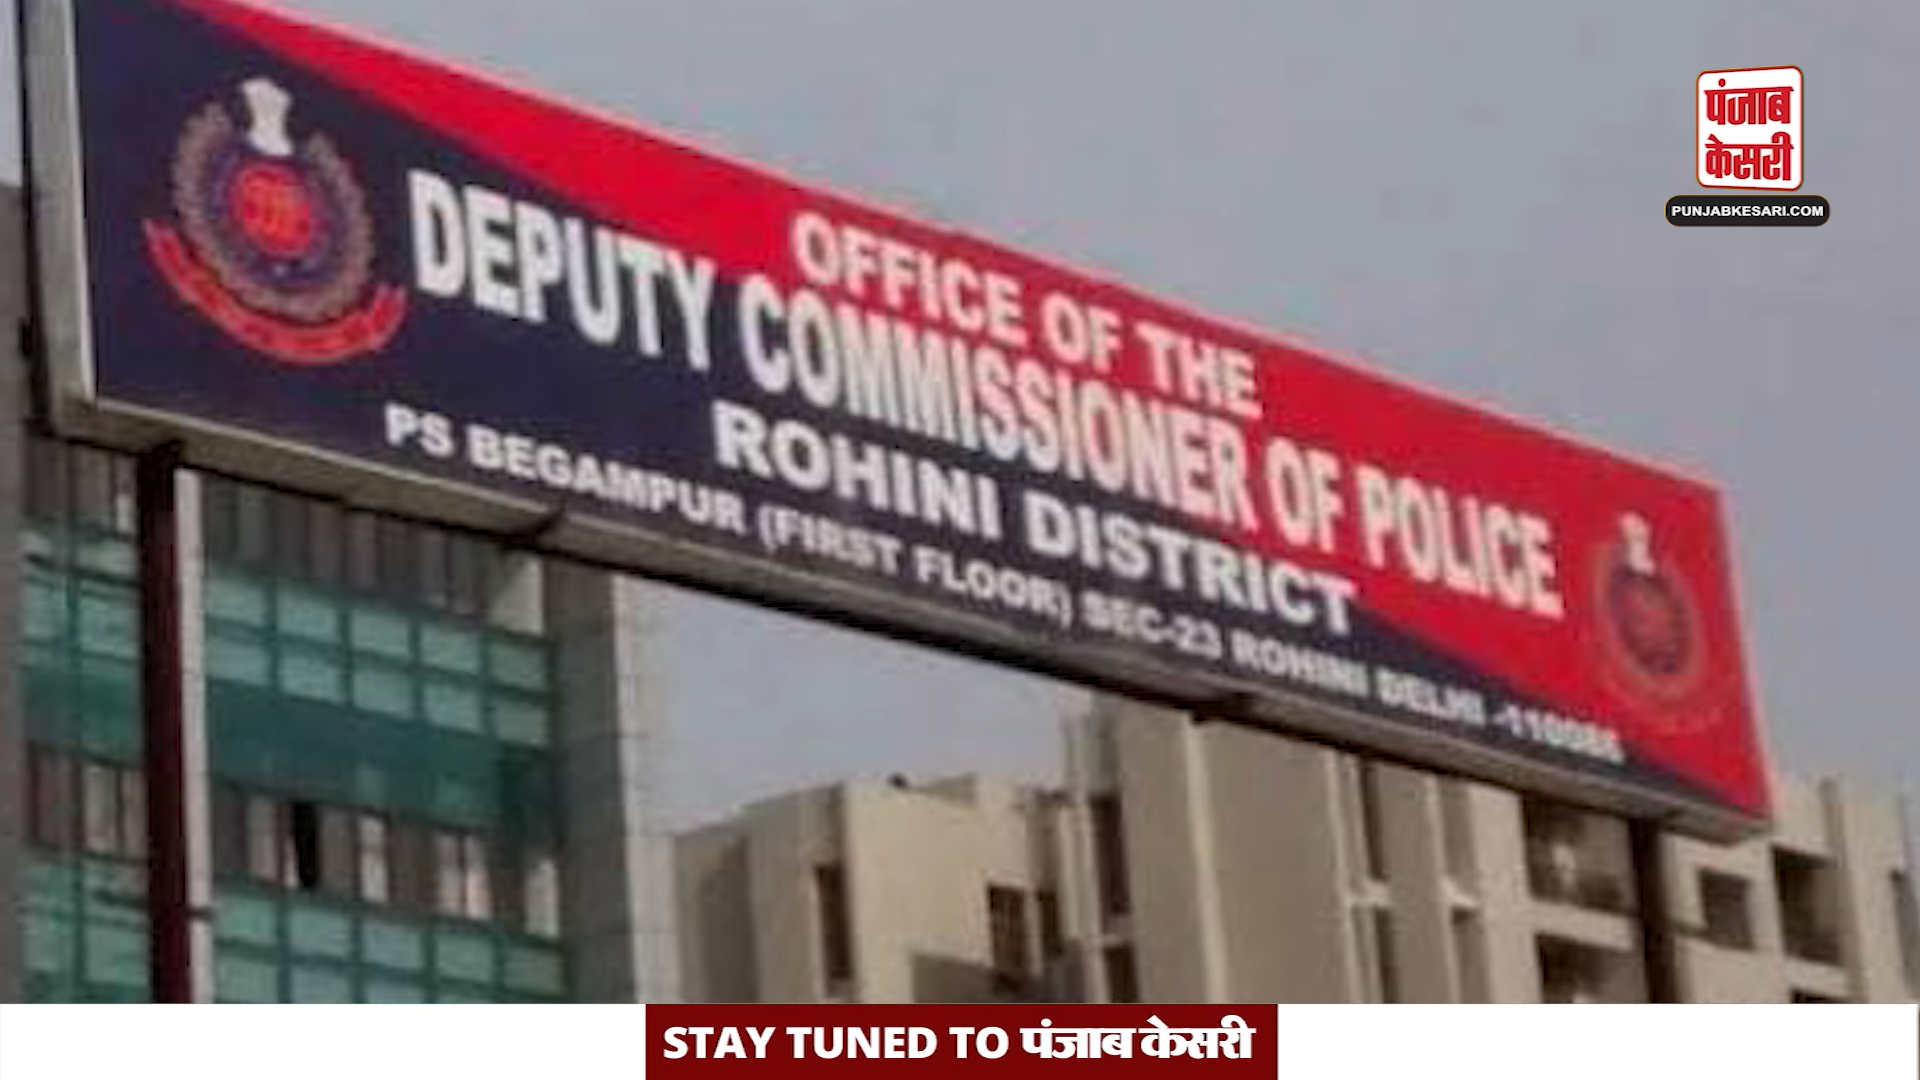 पंजाब
केसरी
PUNJABKESARI.COM
OFFICE OF THE
DEPUTY COMMISSIONER OF POLICE
ROHINI DISTRICT
PS BEGAMPUR (FIRST FLOOR) SEC-23 ROHINI DELHI
STAY TUNED TO पंजाब केसरी